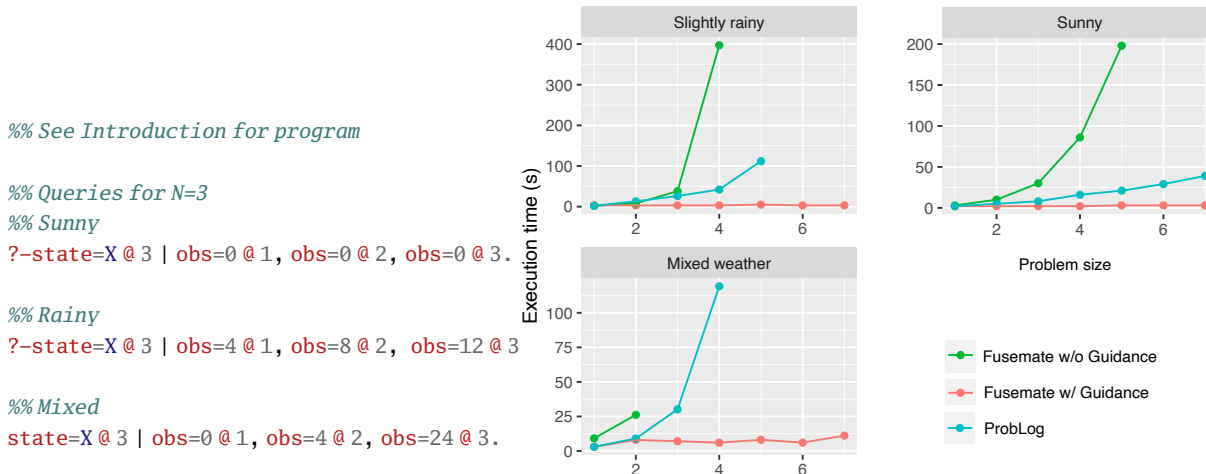 %% See Introduction for program
%% Queries for N=3
%% Sunny
?-state=X @ 3 | obs=0 @ 1, obs=0 @ 2, obs=0 @ 3.
%% Rainy
?-state=X @ 3 | obs=4 @ 1, obs=8 @ 2, obs=12 @ 3
%% Mixed
state=X @ 3 | obs=0 @ 1, obs=4 @ 2, obs=24 @ 3.
Execution time (s)
Slightly rainy
400
300
200
100
0
2
4
6
Sunny
200
150
100
50
0
2
4
6
Problem size
Mixed weather
100
75
50
25
0
2
4
6
Fusemate w/o Guidance
Fusemate w/ Guidance
ProbLog